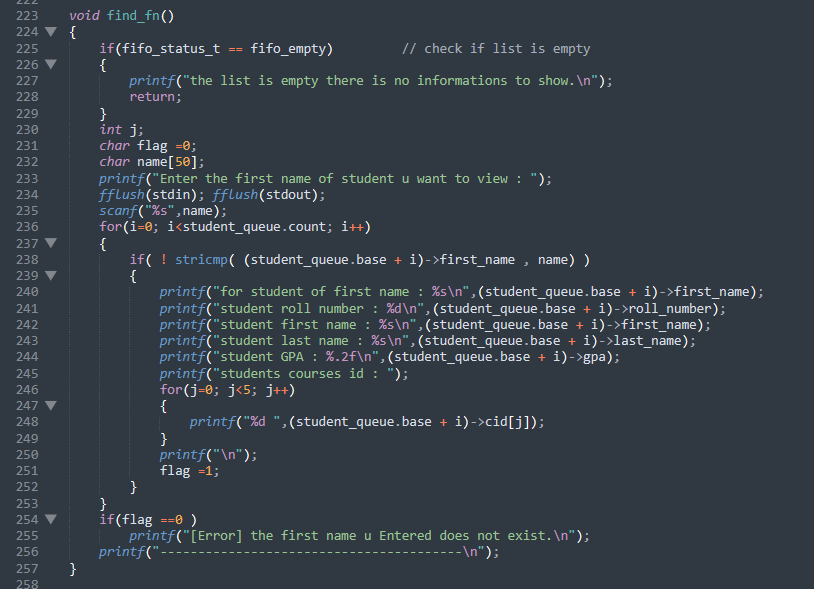 222
223 void find_fn()
224 {
225 if(fifo_status_t == fifo_empty) // check if list is empty
226 {
227 printf("the list is empty there is no informations to show.\n");
228 return;
229 }
230 int j;
231 char flag =0;
232 char name[50];
233 printf("Enter the first name of student u want to view : ");
234 fflush(stdin); fflush(stdout);
235 scanf("%s",name);
236 for(i=0; i<student_queue.count; i++)
237 {
238 if( ! stricmp( (student_queue.base + i)->first_name , name) )
239 {
240 printf("for student of first name : %s\n",(student_queue.base + i)->first_name);
241 printf("student roll number : %d\n",(student_queue.base + i)->roll_number);
242 printf("student first name : %s\n",(student_queue.base + i)->first_name);
243 printf("student last name : %s\n",(student_queue.base + i)->last_name);
244 printf("student GPA : %.2f\n",(student_queue.base + i)->gpa);
245 printf("students courses id : ");
246 for(j=0; j<5; j++)
247 {
248 printf("%d ",(student_queue.base + i)->cid[j]);
249 }
250 printf("\n");
251 flag =1;
252 }
253 }
254 if(flag ==0 )
255 printf("[Error] the first name u Entered does not exist.\n");
256 printf("----------------------------------------\n");
257 }
258